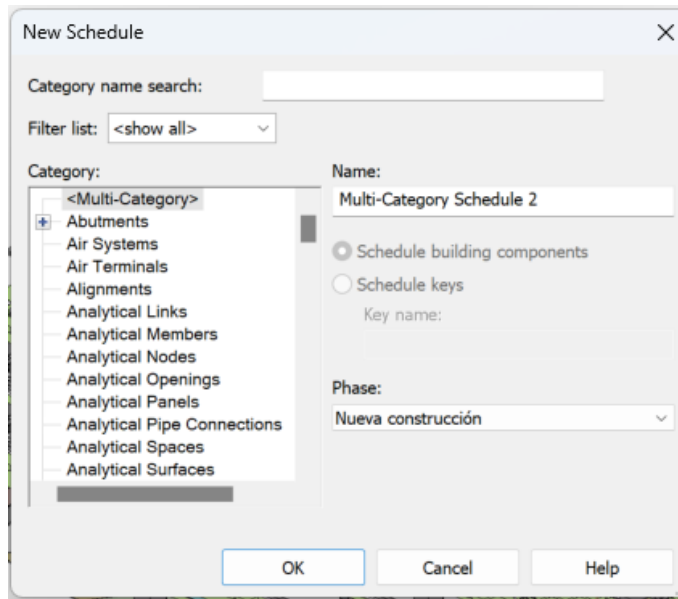 New Schedule
Category name search:
Filter list: <show all>
Category:
<Multi-Category>
Abutments
Air Systems
Air Terminals
Alignments
Analytical Links
Analytical Members
Analytical Nodes
Analytical Openings
Analytical Panels
Analytical Pipe Connections
Analytical Spaces
Analytical Surfaces
Name:
Multi-Category Schedule 2
Schedule building components
Schedule keys
Key name:
Phase:
Nueva construcción
OK Cancel Help